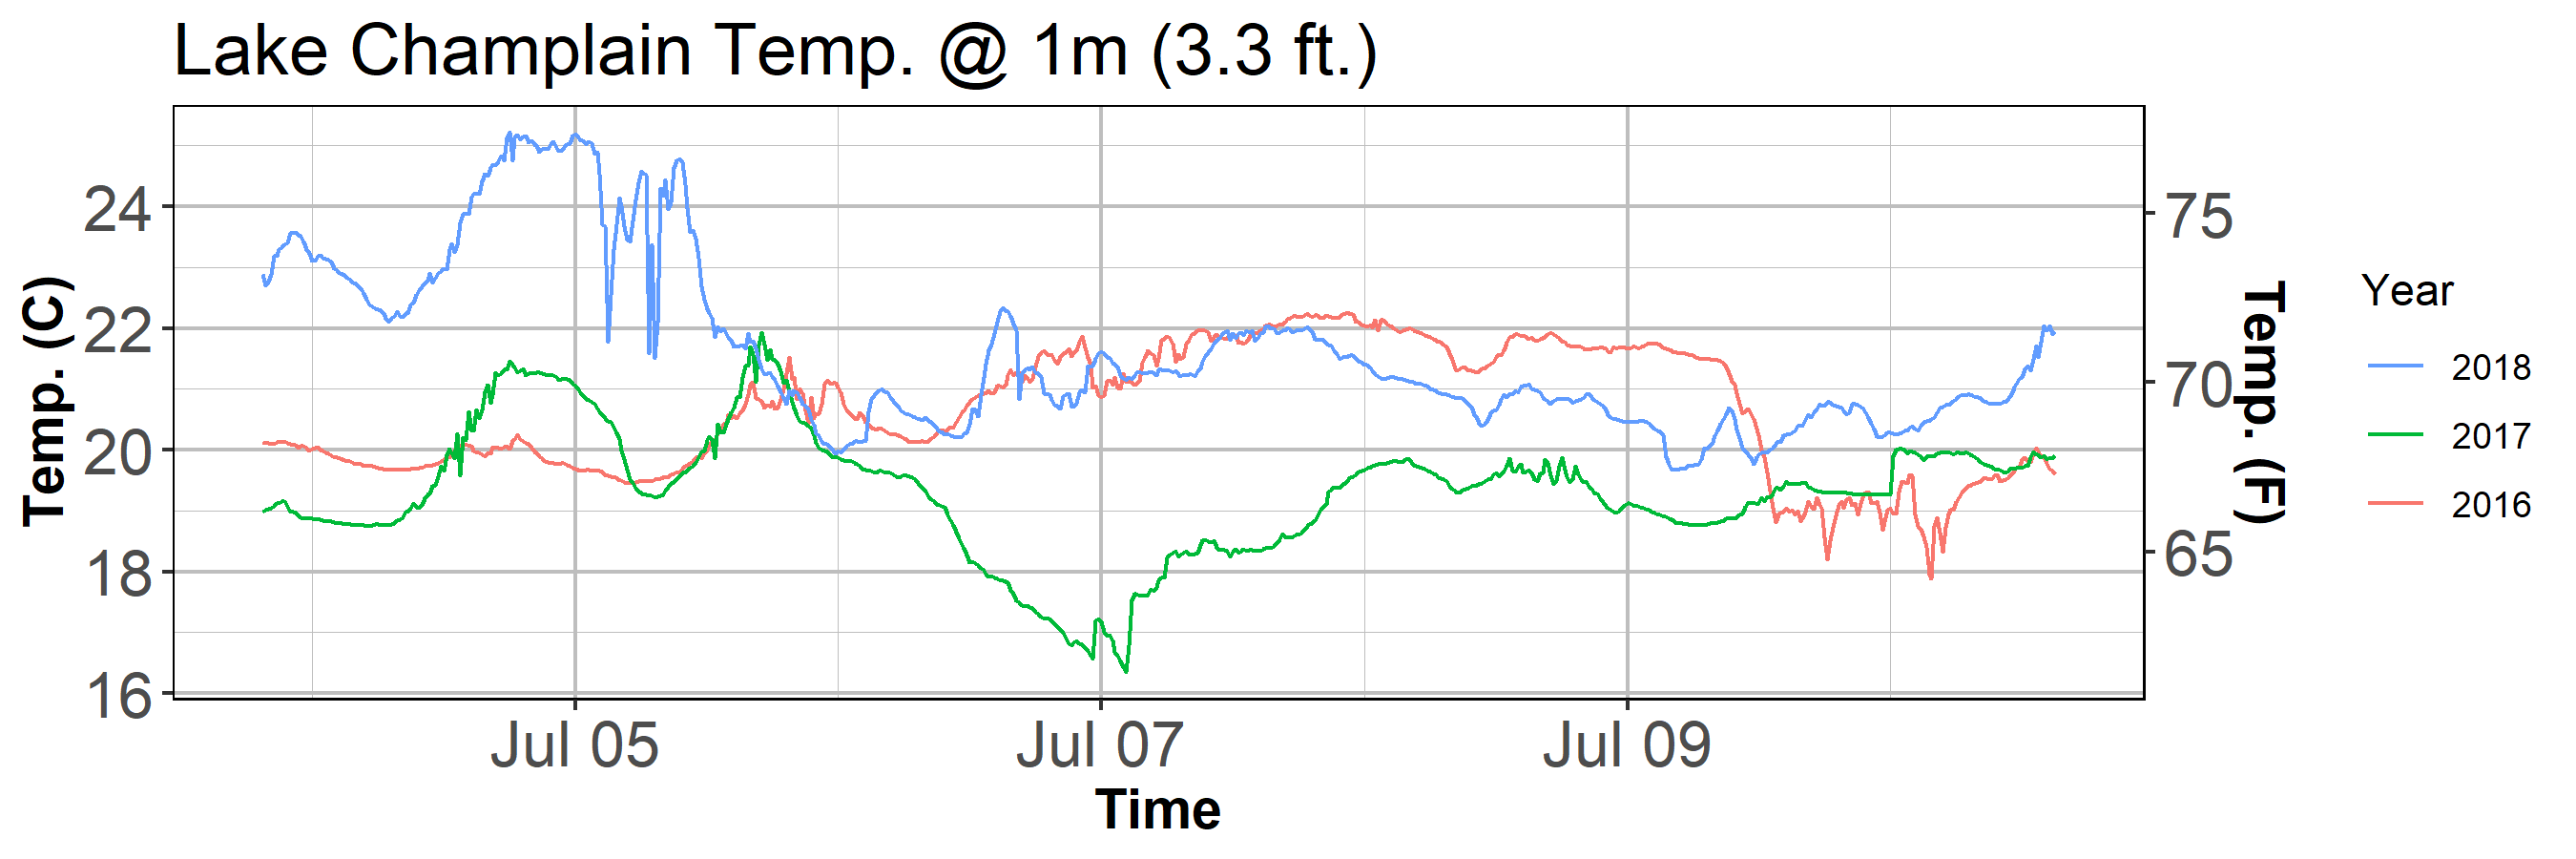 Lake Champlain Temp. @ 1m (3.3 ft.)
Temp. (C)
24
22
20
18
16
75
70
65
Temp. (F)
Jul 05
Jul 07
Jul 09
Time
Year
2018
2017
2016